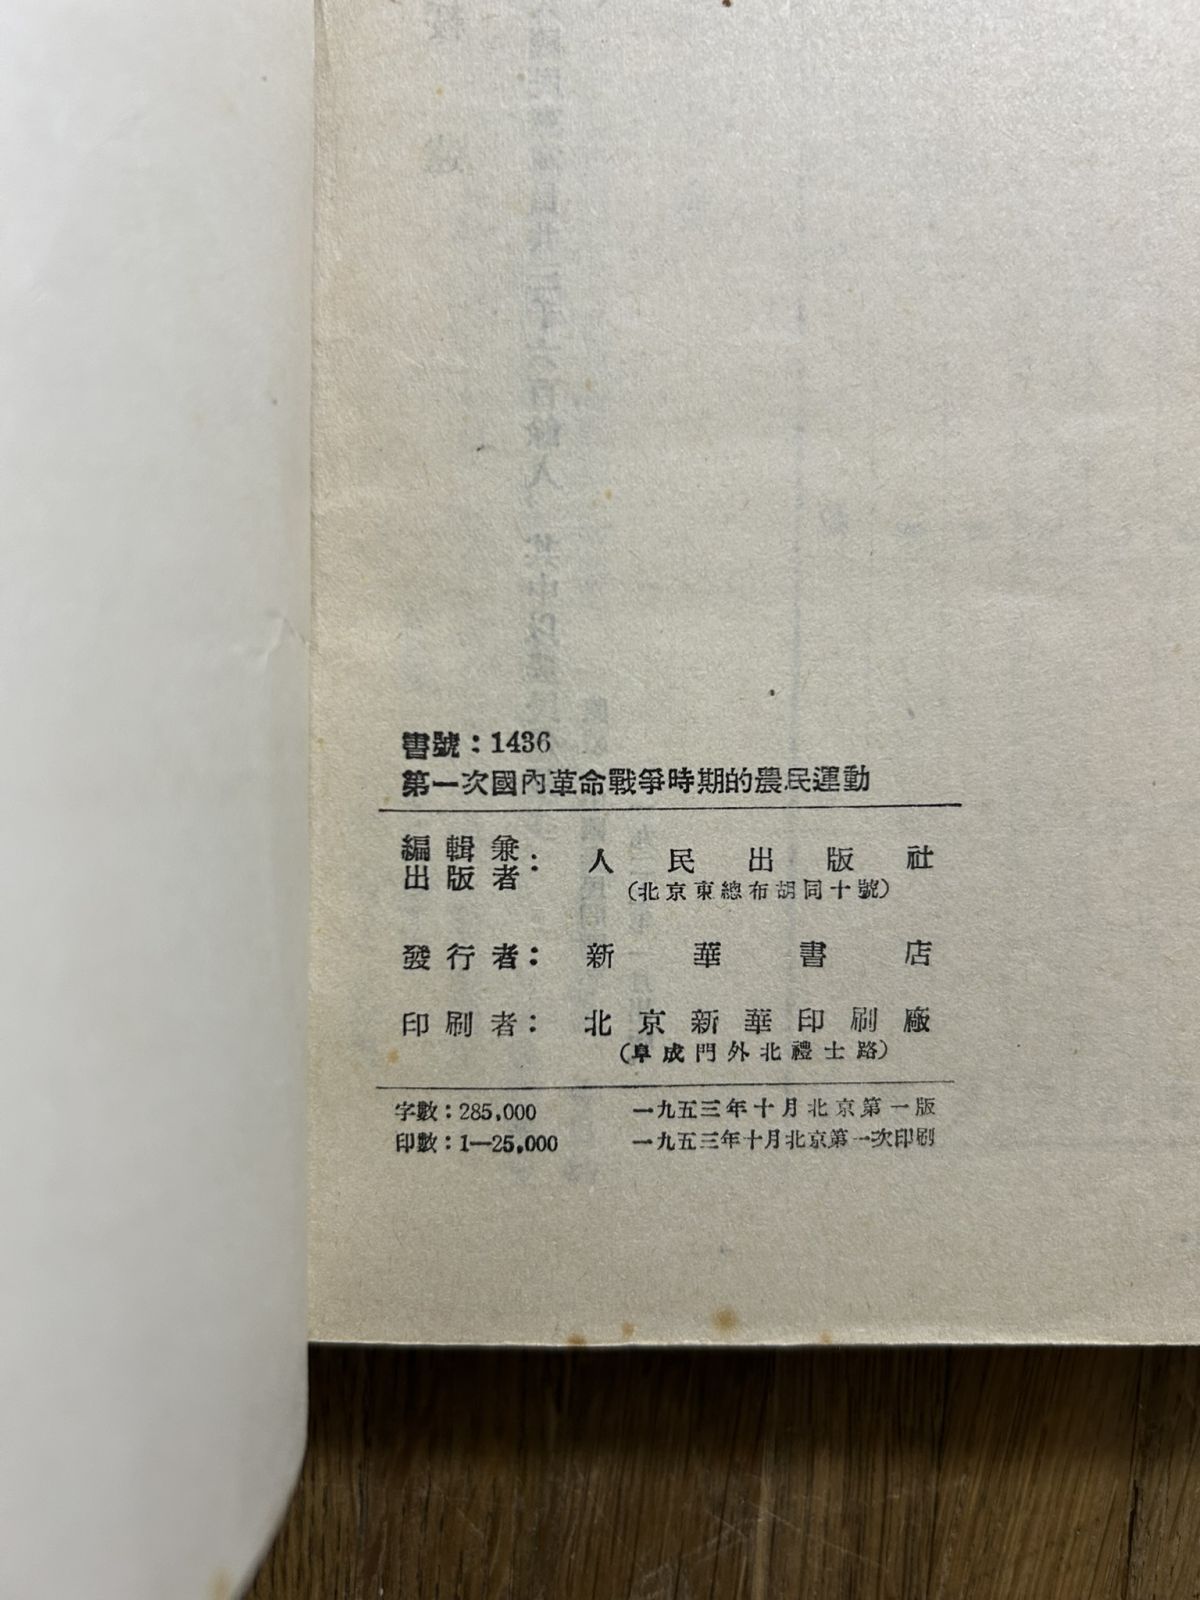 書號：1436
第一次國內革命戰爭時期的農民運動
編輯兼
出版者：人民出版社
（北京東總布胡同十號）
發行者：新華書店
印刷者：北京新華印刷廠
（阜成門外北禮士路）
字數：285,000 一九五三年十月北京第一版
印數：1—25,000 一九五三年十月北京第一次印刷